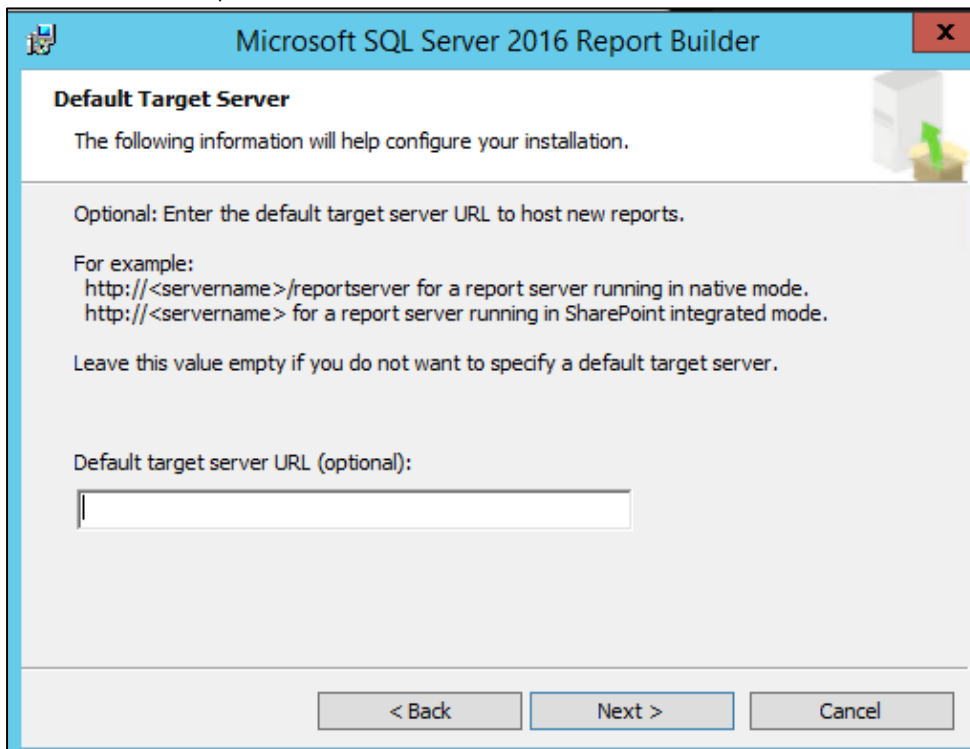 Microsoft SQL Server 2016 Report Builder
x
Default Target Server
The following information will help configure your installation.
Optional: Enter the default target server URL to host new reports.
For example:
http://<servername>/reportserver for a report server running in native mode.
http://<servername> for a report server running in SharePoint integrated mode.
Leave this value empty if you do not want to specify a default target server.
Default target server URL (optional):
< Back
Next >
Cancel